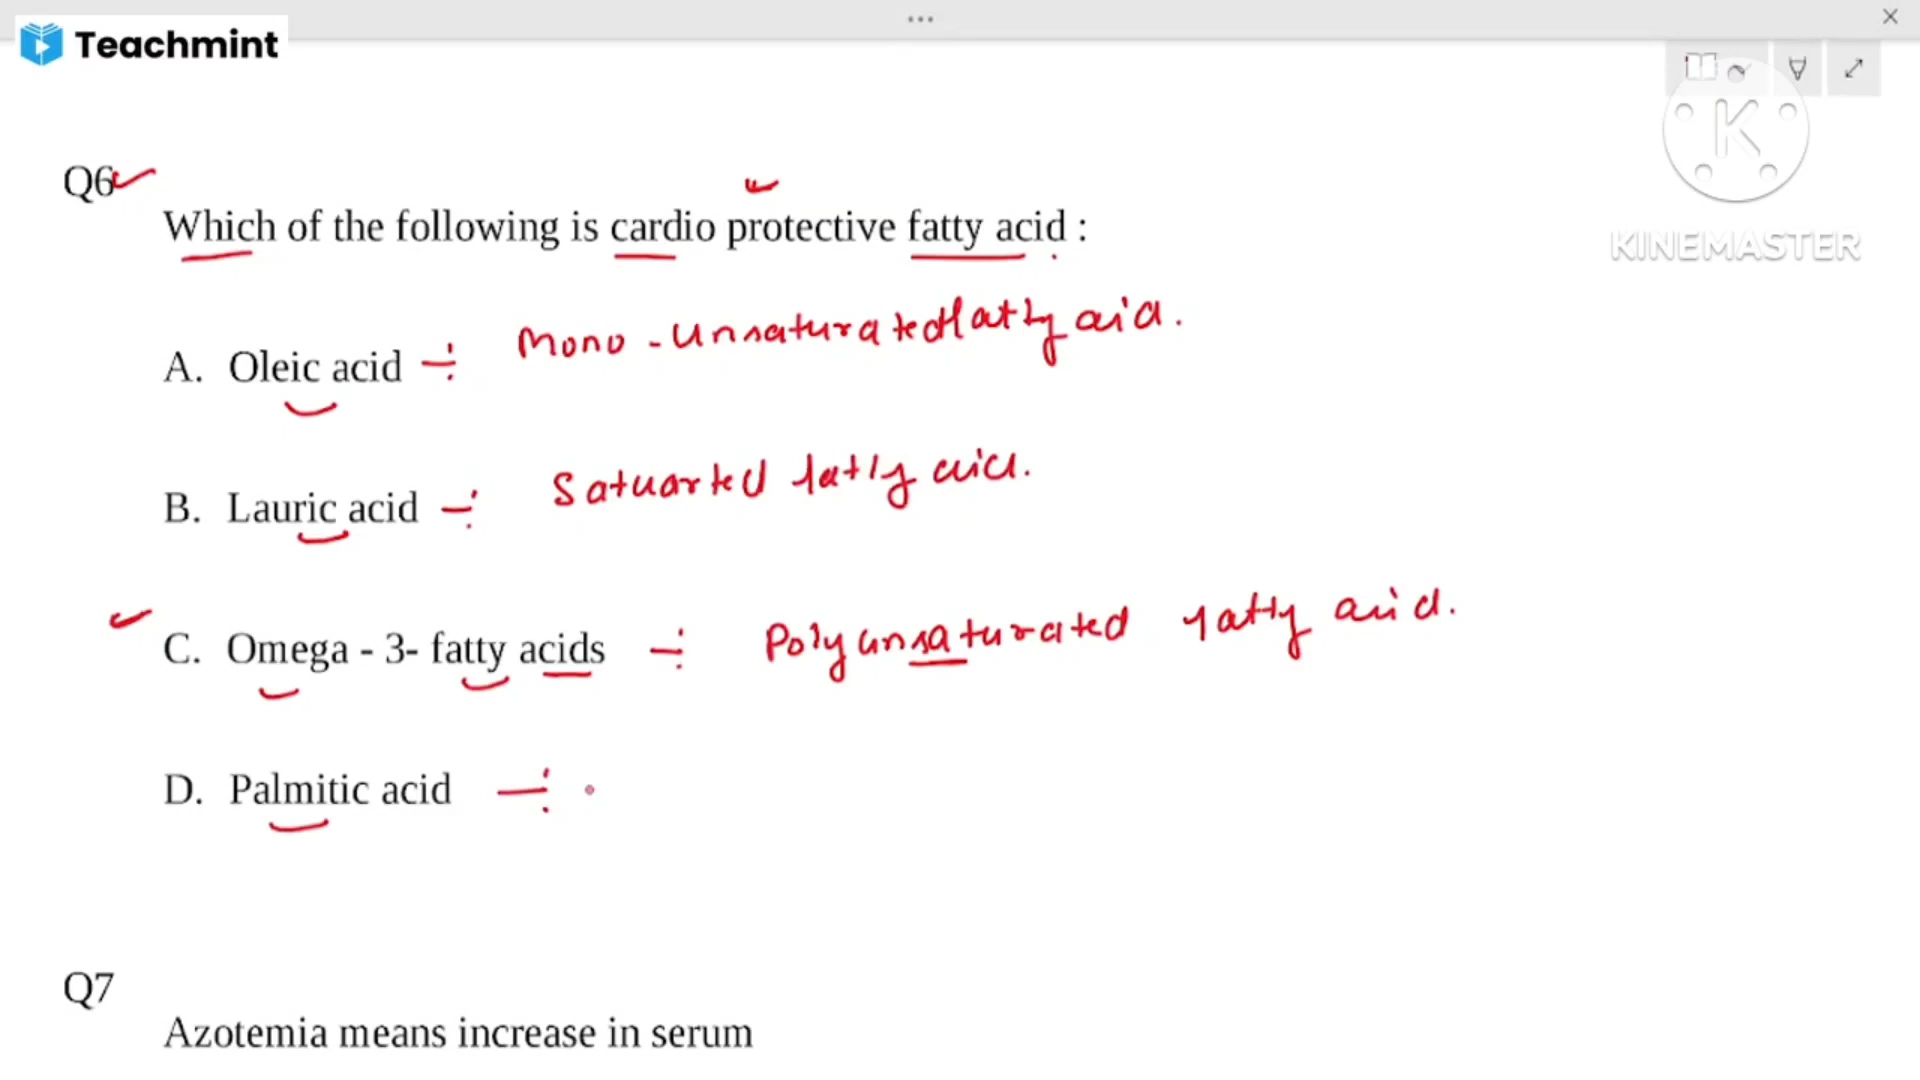 Teachmint
KINEMASTER
Q6
Which of the following is cardio protective fatty acid :
Mono - Unsaturated fatty acid.
A. Oleic acid
Satuarted fatty acid.
B. Lauric acid
C. Omega - 3- fatty acids Polyunsaturated fatty acid.
D. Palmitic acid
Q7
Azotemia means increase in serum